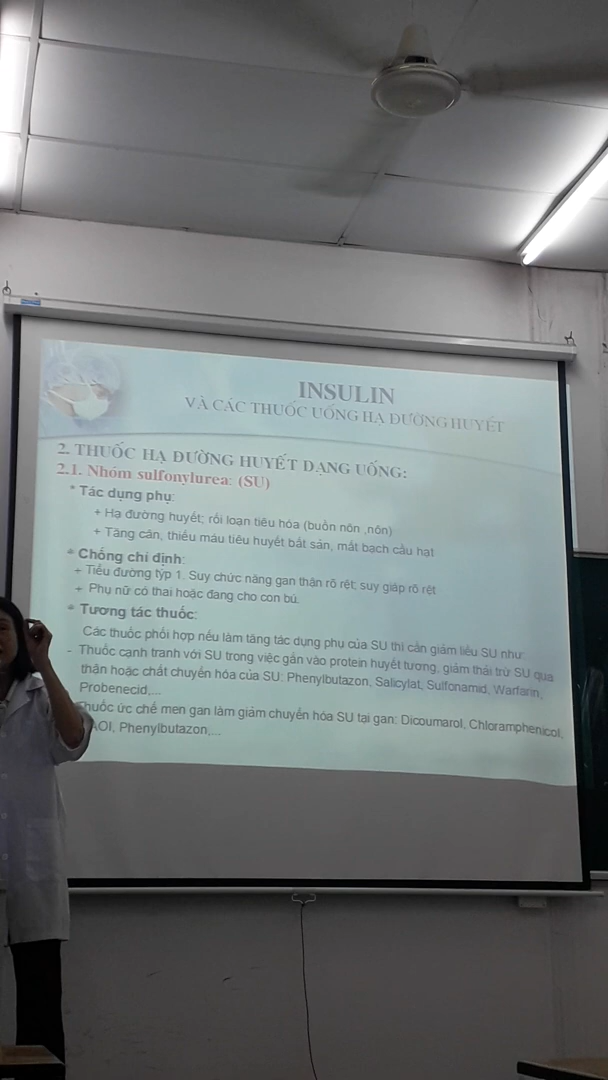 INSULIN
VÀ CÁC THUỐC UỐNG HẠ ĐƯỜNG HUYẾT
2. THUỐC HẠ ĐƯỜNG HUYẾT DẠNG UỐNG:
2.1. Nhóm sulfonylurea: (SU)
* Tác dụng phụ:
+ Hạ đường huyết; rối loạn tiêu hóa (buồn nôn ,nôn)
+ Tăng cân, thiếu máu tiêu huyết bất sản, mất bạch cầu hạt
* Chống chỉ định:
+ Tiểu đường týp 1. Suy chức năng gan thận rõ rệt; suy giáp rõ rệt
+ Phụ nữ có thai hoặc đang cho con bú.
* Tương tác thuốc:
Các thuốc phối hợp nếu làm tăng tác dụng phụ của SU thì cần giảm liều SU như:
- Thuốc cạnh tranh với SU trong việc gắn vào protein huyết tương, giảm thải trừ SU qua
thận hoặc chất chuyển hóa của SU: Phenylbutazon, Salicylat, Sulfonamid, Warfarin,
Probenecid,...
Thuốc ức chế men gan làm giảm chuyển hóa SU tại gan: Dicoumarol, Chloramphenicol,
AOI, Phenylbutazon,...